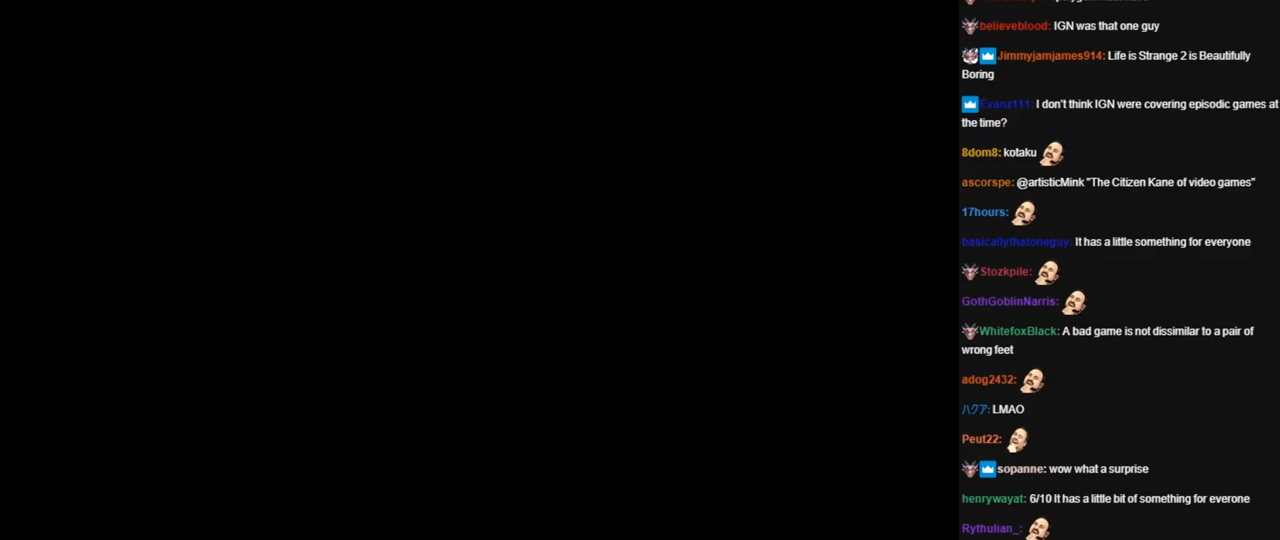 believeblood: IGN was that one guy
Jimmyjamjames914: Life is Strange 2 is Beautifully
Boring
Evanz111: I don't think IGN were covering episodic games at
the time?
8dom8: kotaku
ascorspe: @artisticMink "The Citizen Kane of video games"
17hours:
basicallythatoneguy: It has a little something for everyone
Stozkpile:
GothGoblinNarris:
WhitefoxBlack: A bad game is not dissimilar to a pair of
wrong feet
adog2432:
ハクア: LMAO
Peut22:
sopanne: wow what a surprise
henrywayat: 6/10 It has a little bit of something for everone
Rythulian_: